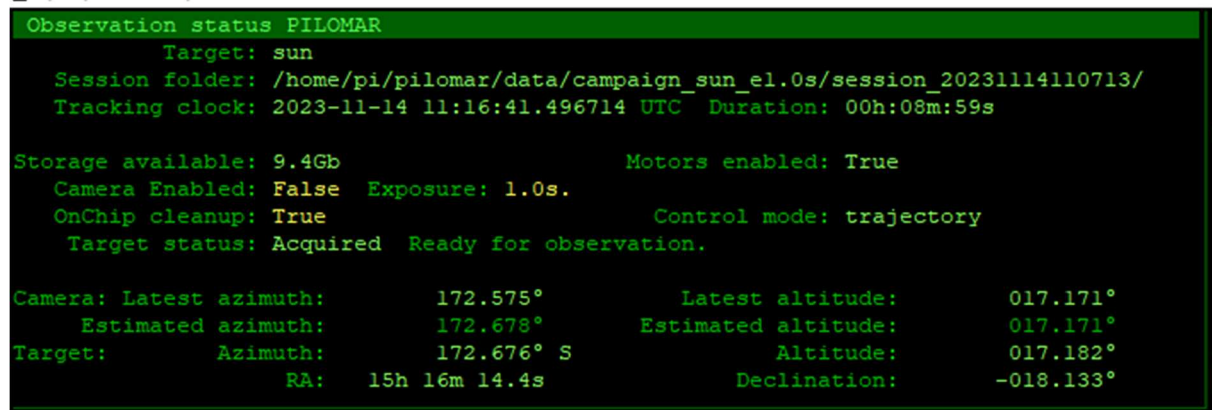 Observation status PILOMAR
Target: sun
Session folder: /home/pi/pilomar/data/campaign_sun_e1.0s/session_20231114110713/
Tracking clock: 2023-11-14 11:16:41.496714 UTC Duration: 00h:08m:59s
Storage available: 9.4Gb Motors enabled: True
Camera Enabled: False Exposure: 1.0s.
OnChip cleanup: True Control mode: trajectory
Target status: Acquired Ready for observation.
Camera: Latest azimuth: 172.575° Latest altitude: 017.171°
Estimated azimuth: 172.678° Estimated altitude: 017.171°
Target: Azimuth: 172.676° S Altitude: 017.182°
RA: 15h 16m 14.4s Declination: -018.133°